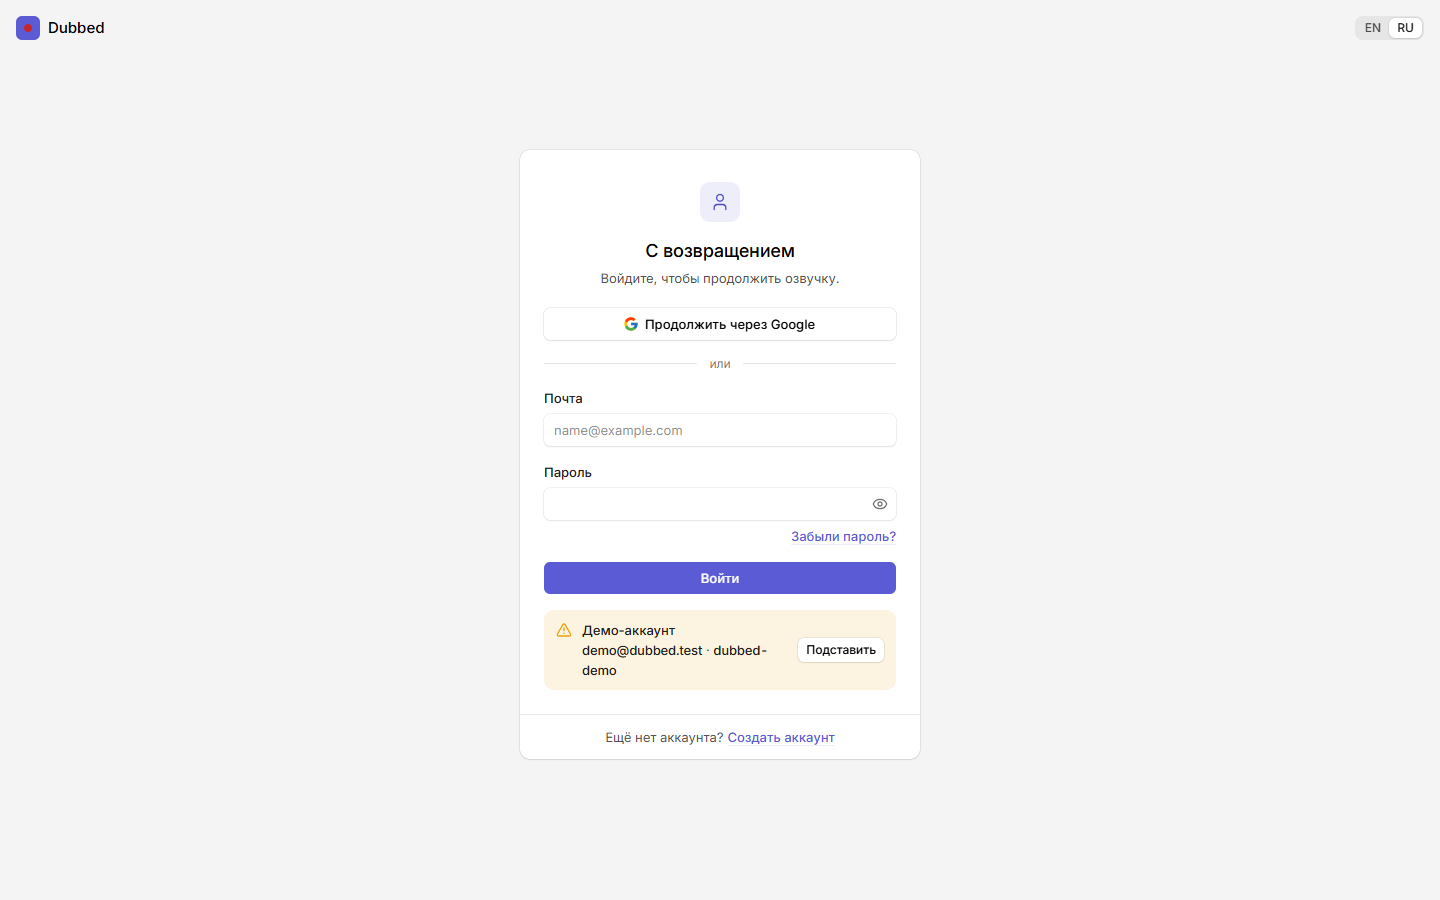 Dubbed
EN RU
С возвращением
Войдите, чтобы продолжить озвучку.
Продолжить через Google
или
Почта
name@example.com
Пароль
Забыли пароль?
Войти
Демо-аккаунт
demo@dubbed.test · dubbed-
demo
Подставить
Ещё нет аккаунта? Создать аккаунт